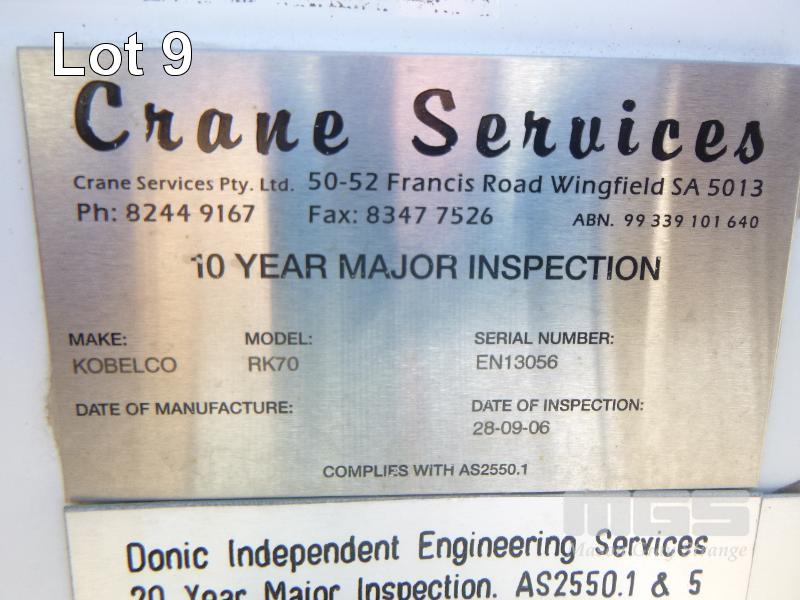 Lot 9
Crane Services
Crane Services Pty. Ltd. 50-52 Francis Road Wingfield SA 5013
Ph: 8244 9167 Fax: 8347 7526 ABN. 99 339 101 640
10 YEAR MAJOR INSPECTION
MAKE: MODEL: SERIAL NUMBER:
KOBELCO RK70 EN13056
DATE OF MANUFACTURE: DATE OF INSPECTION:
28-09-06
COMPLIES WITH AS2550.1
MGS
Donic Independent Engineering Services
20 Year Major Inspection. AS2550.1 & 5